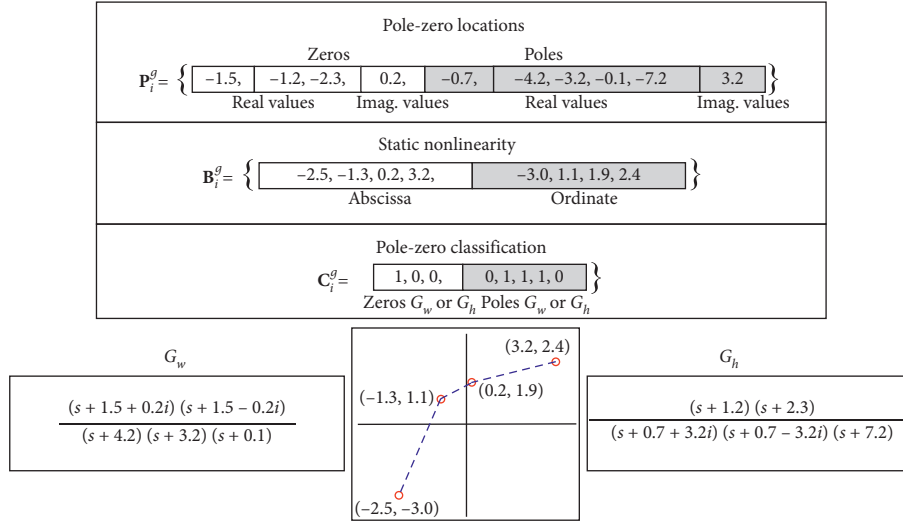 Pole-zero locations
Zeros Poles
P_i^g = { −1.5, −1.2, −2.3, 0.2, −0.7, −4.2, −3.2, −0.1, −7.2 3.2 }
Real values Imag. values Real values Imag. values
Static nonlinearity
B_i^g = { −2.5, −1.3, 0.2, 3.2, −3.0, 1.1, 1.9, 2.4 }
Abscissa Ordinate
Pole-zero classification
C_i^g = 1, 0, 0, 0, 1, 1, 1, 0 }
Zeros G_w or G_h Poles G_w or G_h
G_w
(s + 1.5 + 0.2i) (s + 1.5 – 0.2i)
(s + 4.2) (s + 3.2) (s + 0.1)
(3.2, 2.4)
(−1.3, 1.1)
(0.2, 1.9)
(−2.5, −3.0)
G_h
(s + 1.2) (s + 2.3)
(s + 0.7 + 3.2i) (s + 0.7 – 3.2i) (s + 7.2)